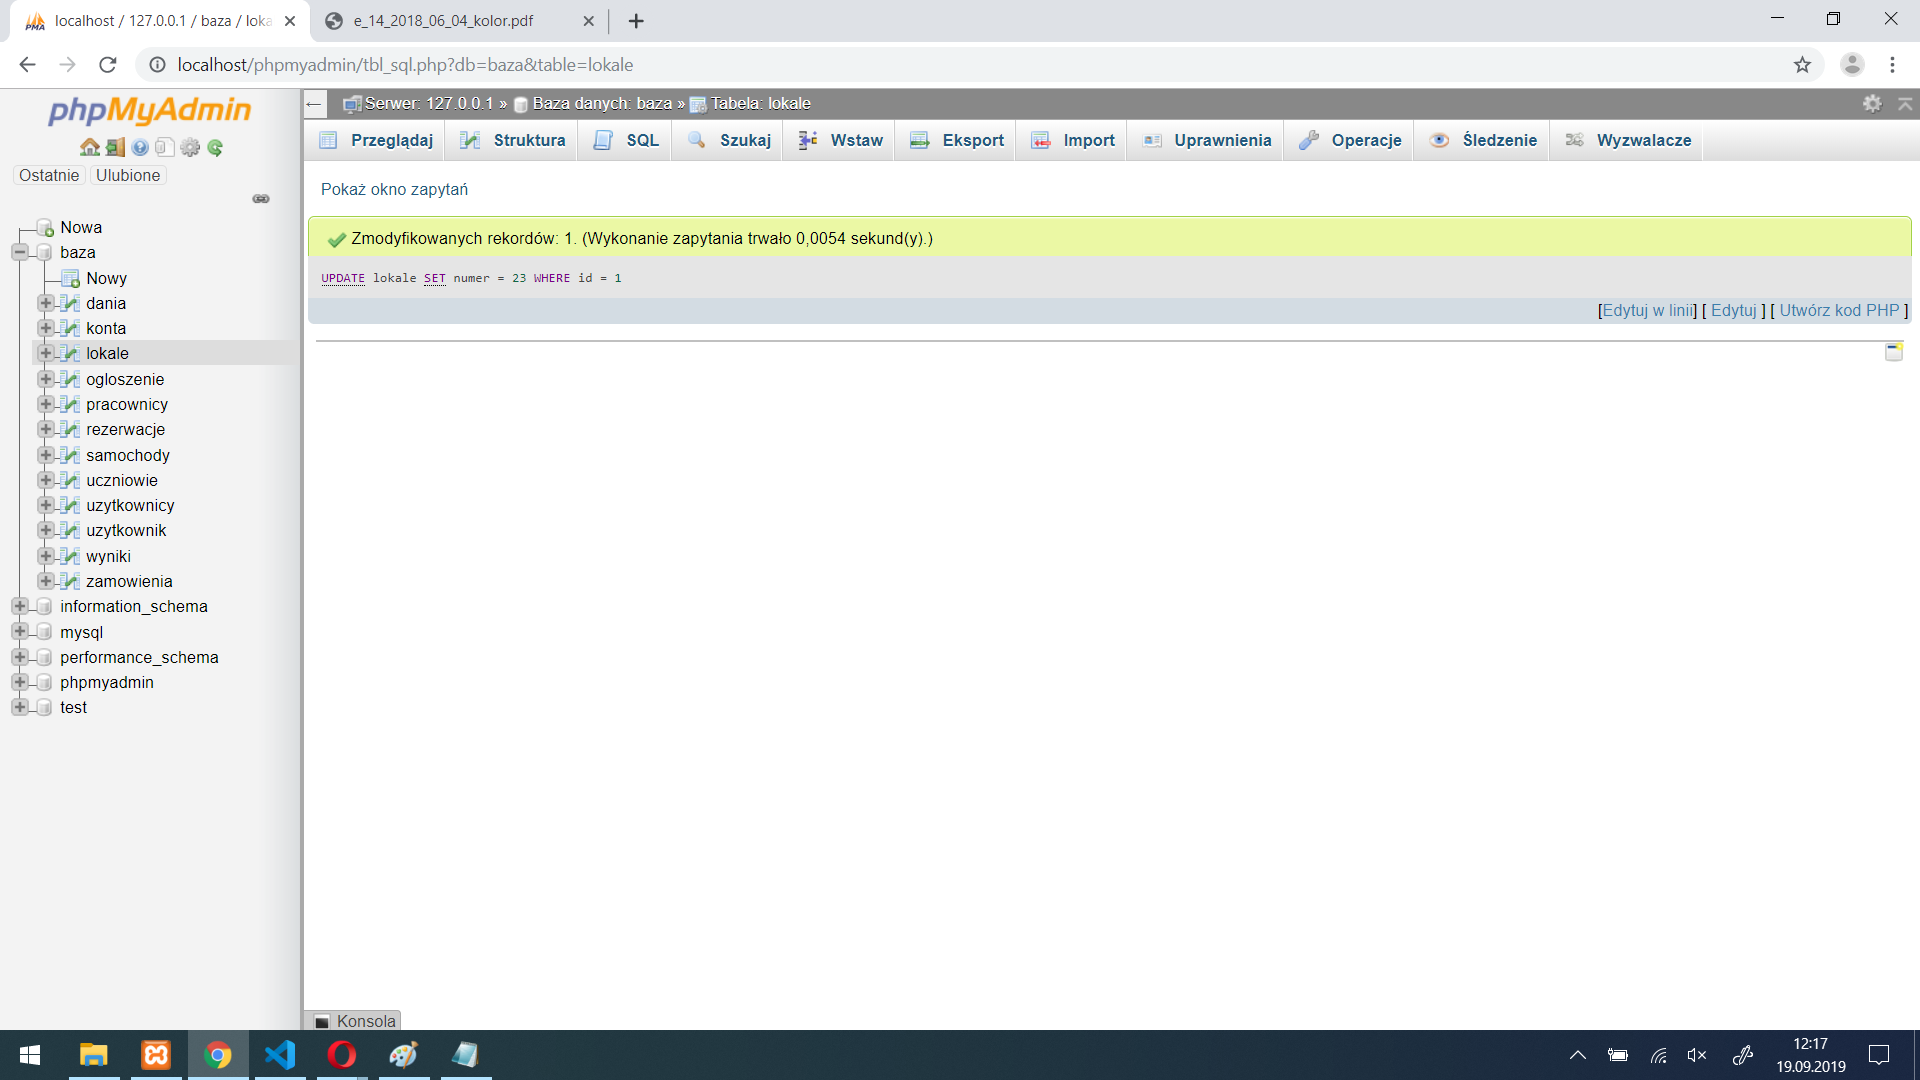 localhost / 127.0.0.1 / baza / loka
e_14_2018_06_04_kolor.pdf
localhost/phpmyadmin/tbl_sql.php?db=baza&table=lokale
phpMyAdmin
Ostatnie Ulubione
Nowa
baza
Nowy
dania
konta
lokale
ogloszenie
pracownicy
rezerwacje
samochody
uczniowie
uzytkownicy
uzytkownik
wyniki
zamowienia
information_schema
mysql
performance_schema
phpmyadmin
test
Serwer: 127.0.0.1 » Baza danych: baza » Tabela: lokale
Przeglądaj Struktura SQL Szukaj Wstaw Eksport Import Uprawnienia Operacje Śledzenie Wyzwalacze
Pokaż okno zapytań
Zmodyfikowanych rekordów: 1. (Wykonanie zapytania trwało 0,0054 sekund(y).)
UPDATE lokale SET numer = 23 WHERE id = 1
[Edytuj w linii] [ Edytuj ] [ Utwórz kod PHP ]
Konsola
12:17
19.09.2019